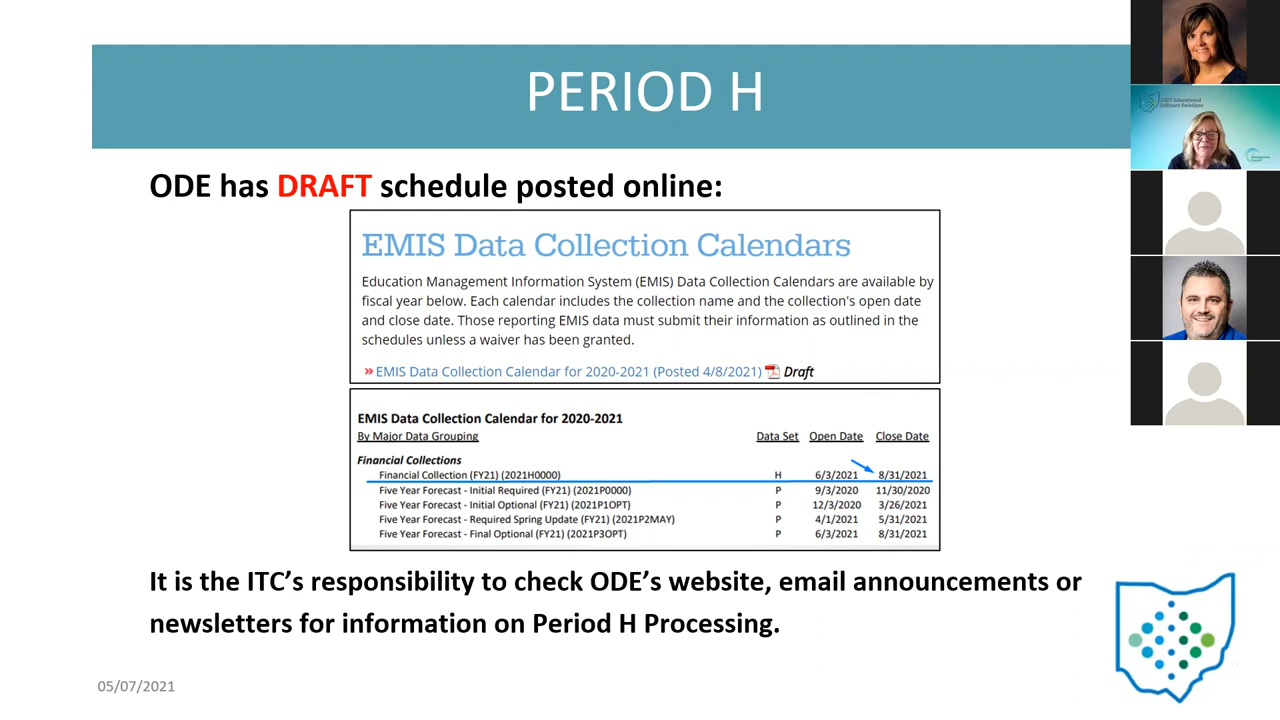 PERIOD H
ODE has DRAFT schedule posted online:
EMIS Data Collection Calendars
Education Management Information System (EMIS) Data Collection Calendars are available by
fiscal year below. Each calendar includes the collection name and the collection's open date
and close date. Those reporting EMIS data must submit their information as outlined in the
schedules unless a waiver has been granted.
» EMIS Data Collection Calendar for 2020-2021 (Posted 4/8/2021) Draft
EMIS Data Collection Calendar for 2020-2021
By Major Data Grouping Data Set Open Date Close Date
Financial Collections
Financial Collection (FY21) (2021H0000) H 6/3/2021 8/31/2021
Five Year Forecast - Initial Required (FY21) (2021P0000) P 9/3/2020 11/30/2020
Five Year Forecast - Initial Optional (FY21) (2021P1OPT) P 12/3/2020 3/26/2021
Five Year Forecast - Required Spring Update (FY21) (2021P2MAY) P 4/1/2021 5/31/2021
Five Year Forecast - Final Optional (FY21) (2021P3OPT) P 6/3/2021 8/31/2021
It is the ITC’s responsibility to check ODE’s website, email announcements or
newsletters for information on Period H Processing.
05/07/2021
Educational
Software Solutions